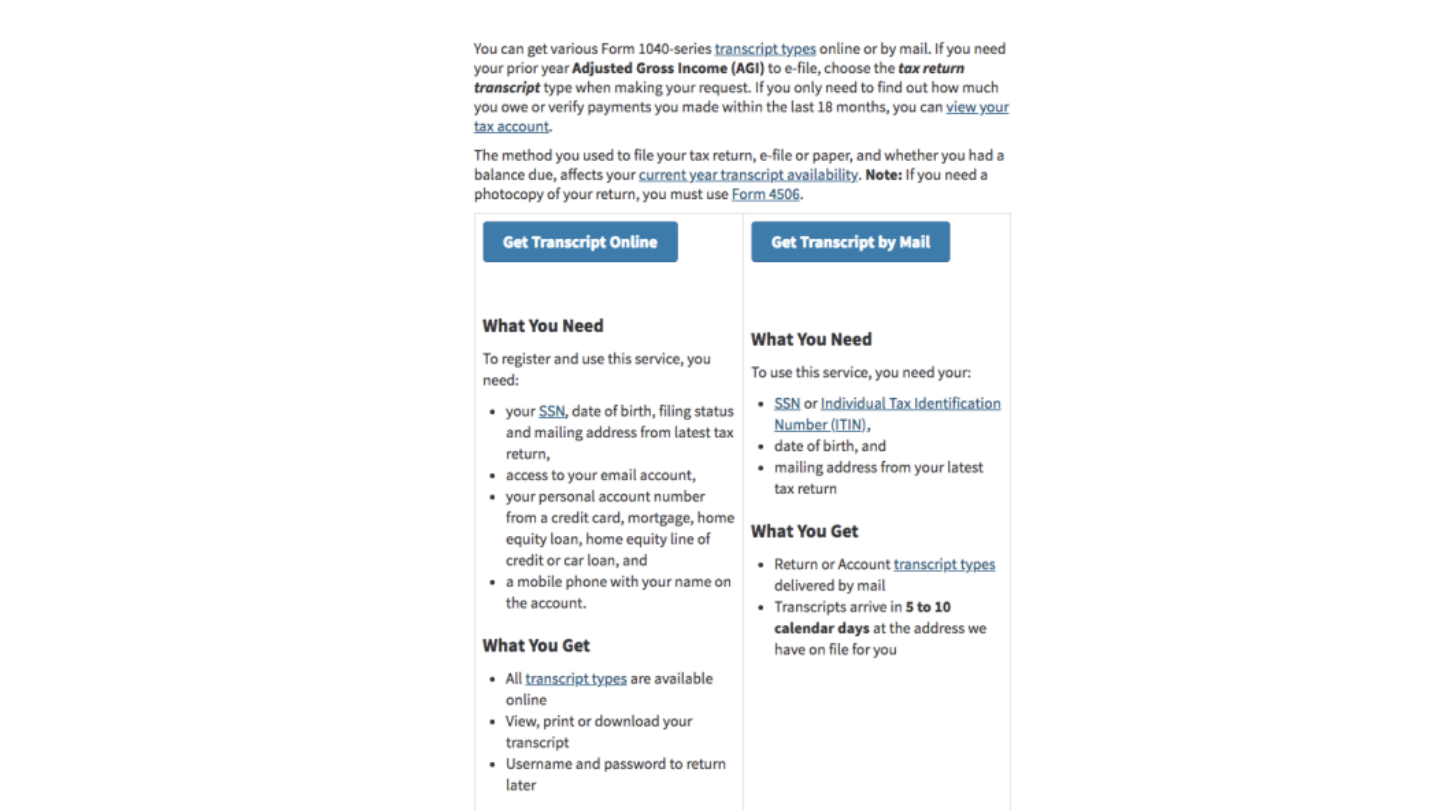 You can get various Form 1040-series transcript types online or by mail. If you need
your prior year Adjusted Gross Income (AGI) to e-file, choose the tax return
transcript type when making your request. If you only need to find out how much
you owe or verify payments you made within the last 18 months, you can view your
tax account.
The method you used to file your tax return, e-file or paper, and whether you had a
balance due, affects your current year transcript availability. Note: If you need a
photocopy of your return, you must use Form 4506.
Get Transcript Online
What You Need
To register and use this service, you
need:
• your SSN, date of birth, filing status
and mailing address from latest tax
return,
• access to your email account,
• your personal account number
from a credit card, mortgage, home
equity loan, home equity line of
credit or car loan, and
• a mobile phone with your name on
the account.
What You Get
• All transcript types are available
online
• View, print or download your
transcript
• Username and password to return
later
Get Transcript by Mail
What You Need
To use this service, you need your:
• SSN or Individual Tax Identification
Number (ITIN),
• date of birth, and
• mailing address from your latest
tax return
What You Get
• Return or Account transcript types
delivered by mail
• Transcripts arrive in 5 to 10
calendar days at the address we
have on file for you